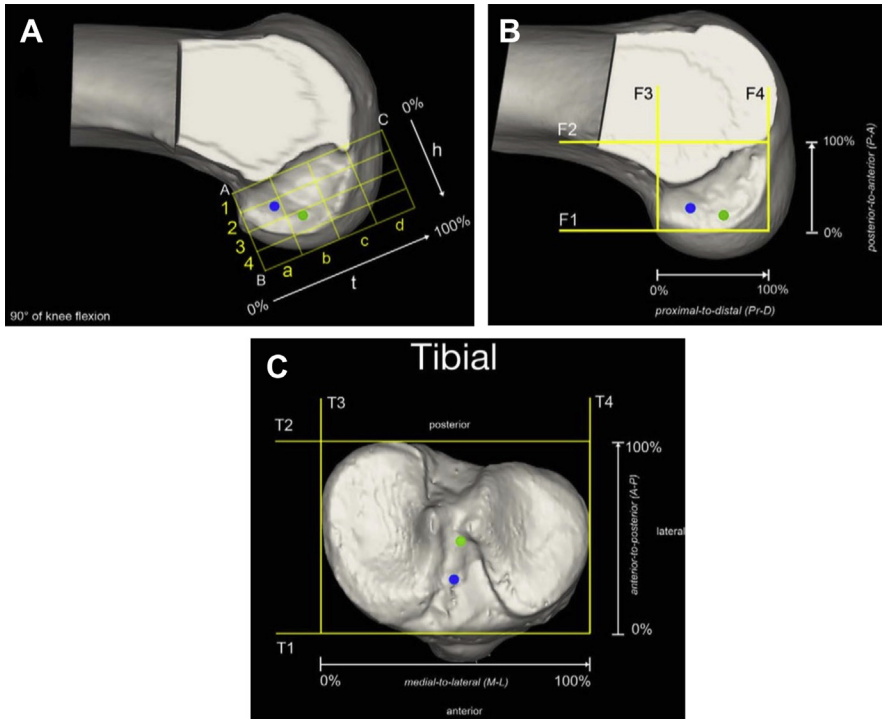 A
C
0%
h
A
1
2
3
4
a
b
c
d
100%
B
t
0%
90° of knee flexion
B
F3
F4
F2
100%
posterior-to-anterior (P-A)
F1
0%
0%
100%
proximal-to-distal (Pr-D)
Tibial
C
T3
T4
T2
posterior
100%
anterior-to-posterior (A-P)
lateral
0%
T1
0%
medial-to-lateral (M-L)
100%
anterior